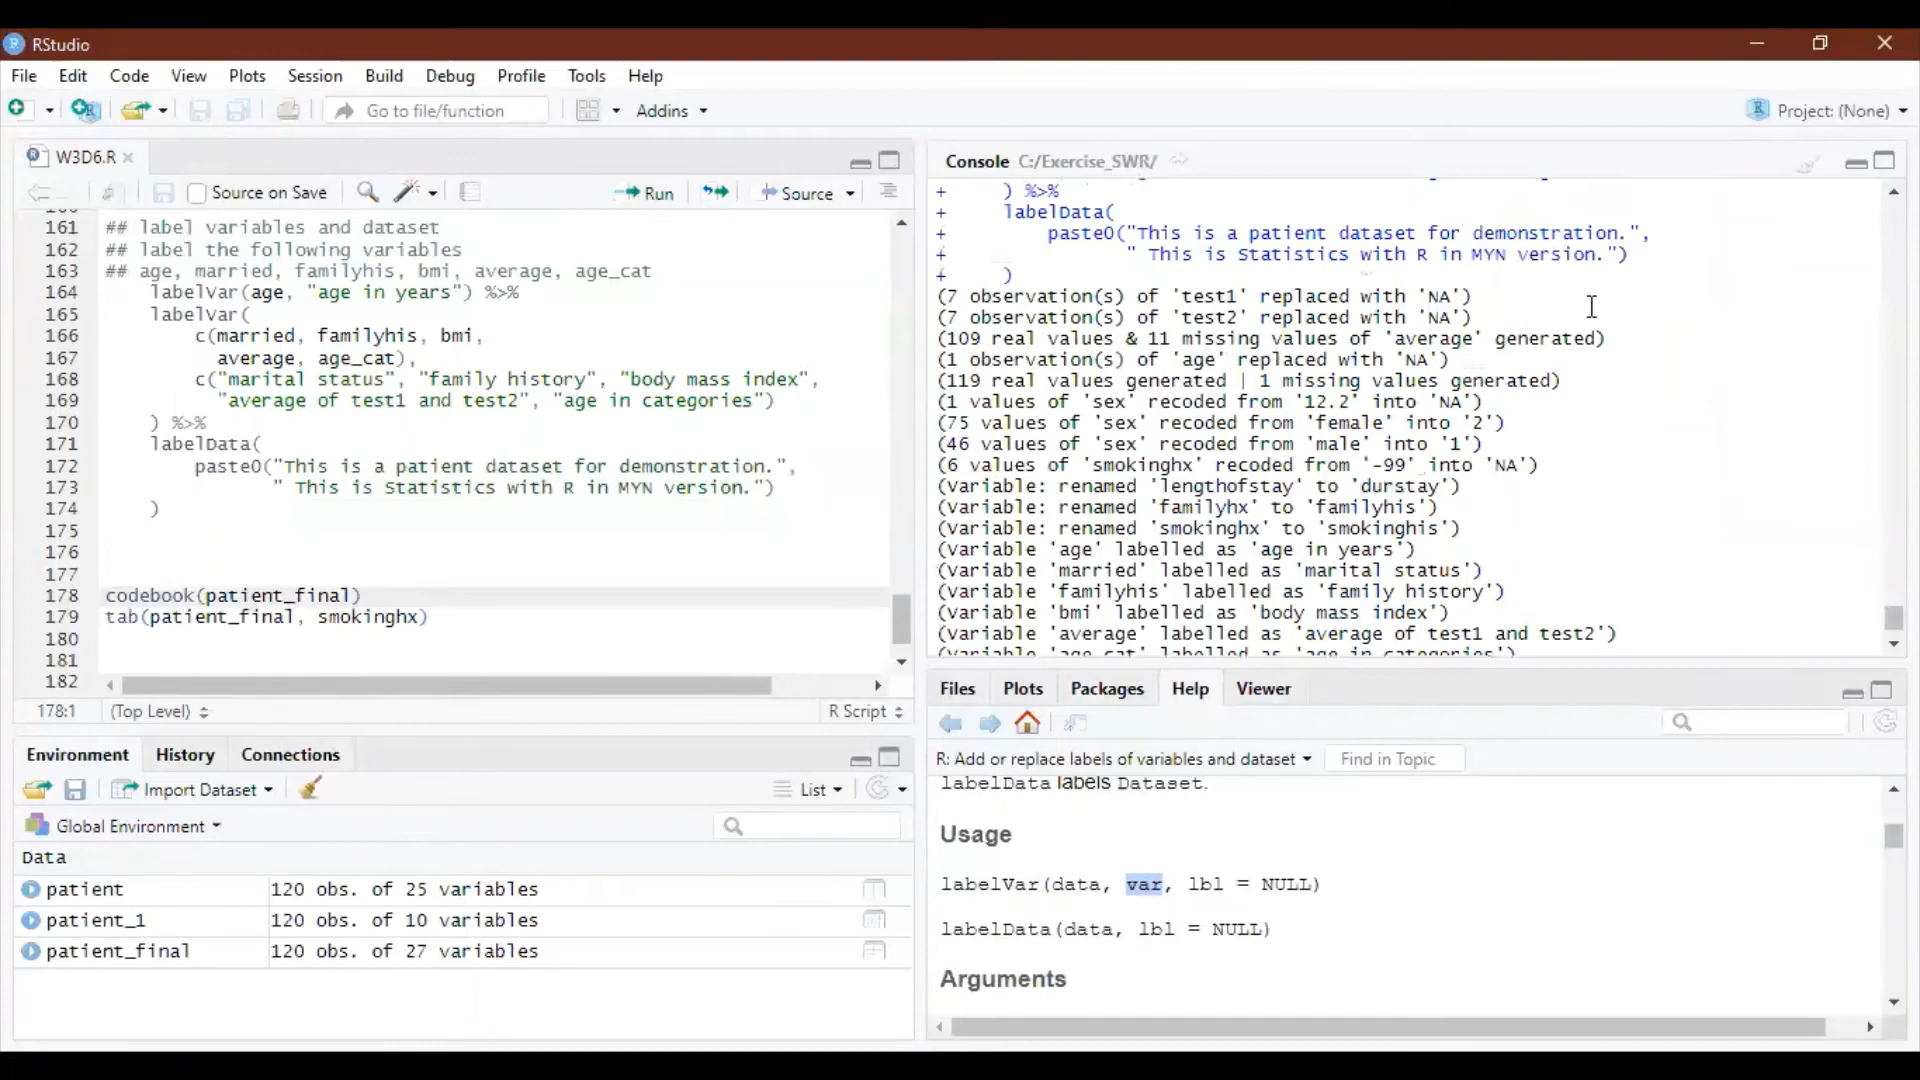 RStudio
File Edit Code View Plots Session Build Debug Profile Tools Help
Go to file/function Addins Project: (None)
W3D6.R
Source on Save Run Source
161 ## label variables and dataset
162 ## label the following variables
163 ## age, married, familyhis, bmi, average, age_cat
164 labelVar(age, "age in years") %>%
165 labelVar(
166 c(married, familyhis, bmi,
167 average, age_cat),
168 c("marital status", "family history", "body mass index",
169 "average of test1 and test2", "age in categories")
170 ) %>%
171 labelData(
172 paste0("This is a patient dataset for demonstration.",
173 " This is Statistics with R in MYN version.")
174 )
175
176
177
178 codebook(patient_final)
179 tab(patient_final, smokinghx)
180
181
182
178:1 (Top Level) R Script
Environment History Connections
Import Dataset List
Global Environment
Data
patient 120 obs. of 25 variables
patient_1 120 obs. of 10 variables
patient_final 120 obs. of 27 variables
Console C:/Exercise_SWR/
+ ) %>%
+ labelData(
+ paste0("This is a patient dataset for demonstration.",
+ " This is Statistics with R in MYN version.")
+ )
(7 observation(s) of 'test1' replaced with 'NA')
(7 observation(s) of 'test2' replaced with 'NA')
(109 real values & 11 missing values of 'average' generated)
(1 observation(s) of 'age' replaced with 'NA')
(119 real values generated | 1 missing values generated)
(1 values of 'sex' recoded from '12.2' into 'NA')
(75 values of 'sex' recoded from 'female' into '2')
(46 values of 'sex' recoded from 'male' into '1')
(6 values of 'smokinghx' recoded from '-99' into 'NA')
(Variable: renamed 'lengthofstay' to 'durstay')
(Variable: renamed 'familyhx' to 'familyhis')
(Variable: renamed 'smokinghx' to 'smokinghis')
(Variable 'age' labelled as 'age in years')
(Variable 'married' labelled as 'marital status')
(Variable 'familyhis' labelled as 'family history')
(Variable 'bmi' labelled as 'body mass index')
(Variable 'average' labelled as 'average of test1 and test2')
(Variable 'age_cat' labelled as 'age in categories')
Files Plots Packages Help Viewer
R: Add or replace labels of variables and dataset Find in Topic
labelData labels Dataset.
Usage
labelVar(data, var, lbl = NULL)
labelData(data, lbl = NULL)
Arguments